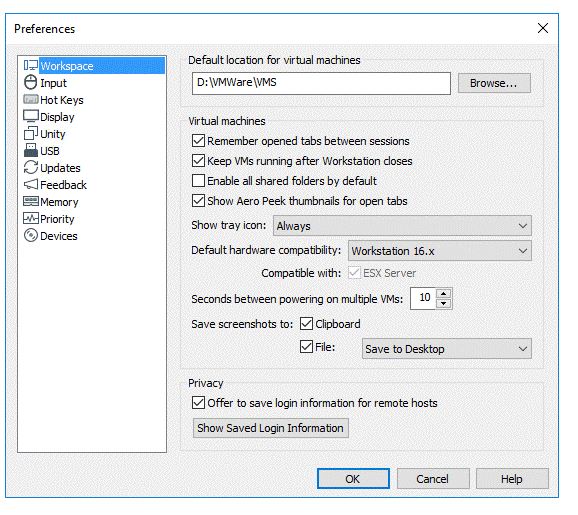 Preferences
Workspace
Input
Hot Keys
Display
Unity
USB
Updates
Feedback
Memory
Priority
Devices
Default location for virtual machines
D:\VMWare\VMS
Browse...
Virtual machines
Remember opened tabs between sessions
Keep VMs running after Workstation closes
Enable all shared folders by default
Show Aero Peek thumbnails for open tabs
Show tray icon: Always
Default hardware compatibility: Workstation 16.x
Compatible with: ESX Server
Seconds between powering on multiple VMs: 10
Save screenshots to: Clipboard
File: Save to Desktop
Privacy
Offer to save login information for remote hosts
Show Saved Login Information
OK Cancel Help